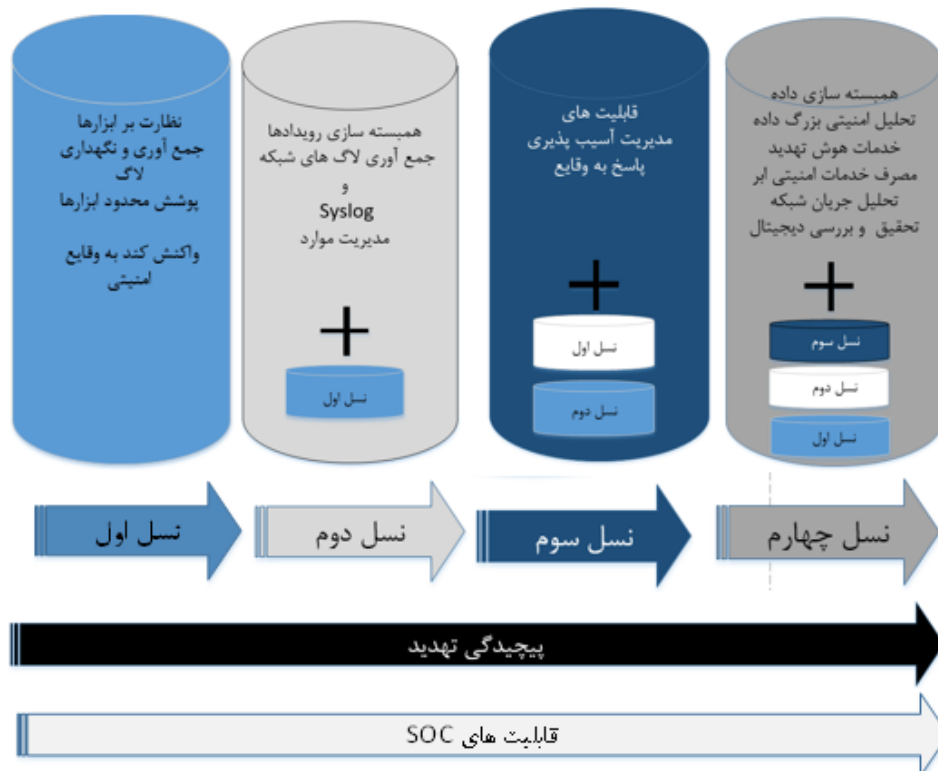 نظارت بر ابزارها
جمع آوری و نگهداری
لاگ
پوشش محدود ابزارها
واکنش کند به وقایع
امنیتی
همبسته سازی رویدادها
جمع آوری لاگ های شبکه
و
Syslog
مدیریت موارد
نسل اول
قابلیت های
مدیریت آسیب پذیری
پاسخ به وقایع
نسل اول
نسل دوم
همبسته سازی داده
تحلیل امنیتی بزرگ داده
خدمات هوش تهدید
مصرف خدمات امنیتی ابر
تحلیل جریان شبکه
تحقیق و بررسی دیجیتال
نسل سوم
نسل دوم
نسل اول
نسل اول
نسل دوم
نسل سوم
نسل چهارم
پیچیدگی تهدید
قابلیت های SOC